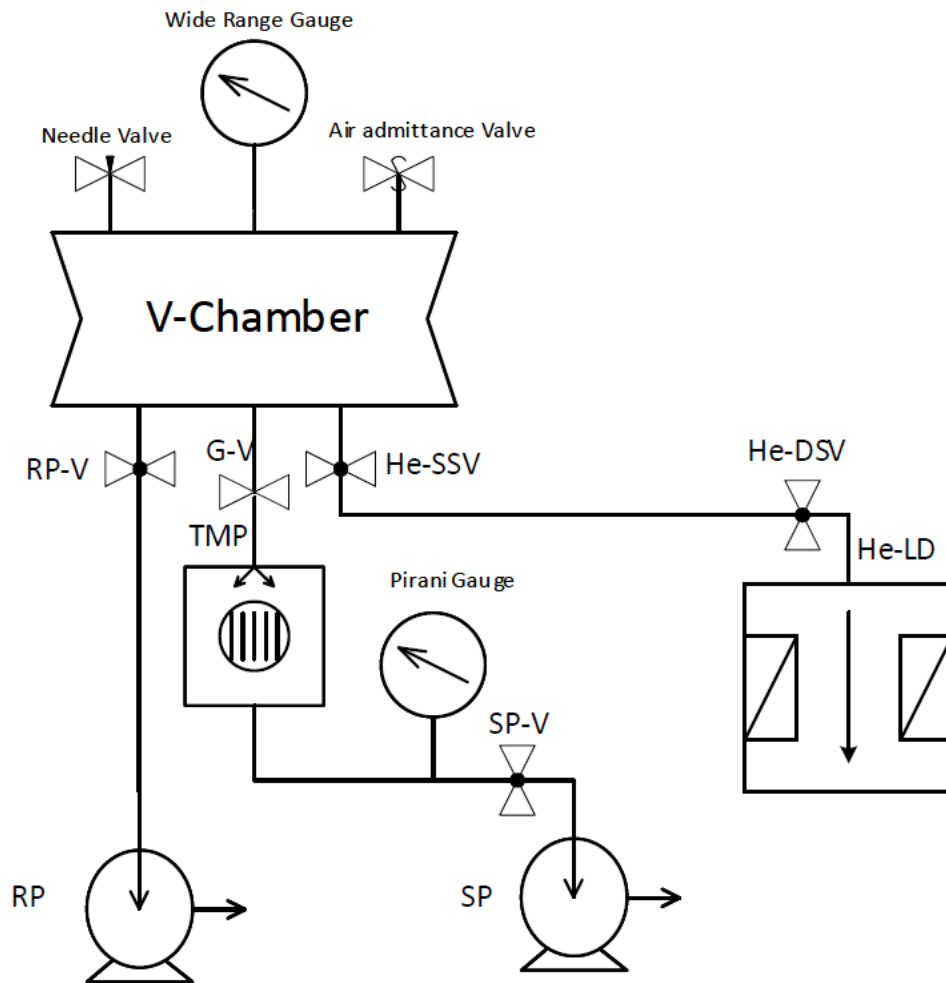 Wide Range Gauge
Needle Valve
Air admittance Valve
V-Chamber
RP-V
G-V
He-SSV
He-DSV
TMP
He-LD
Pirani Gauge
SP-V
RP
SP